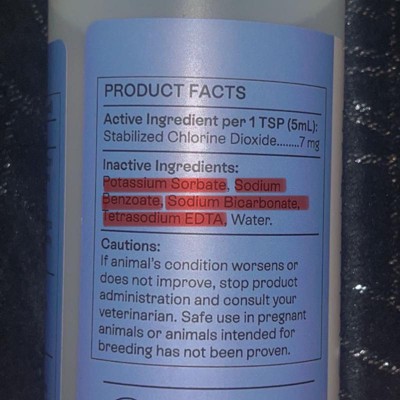 PRODUCT FACTS
Active Ingredient per 1 TSP (5mL):
Stabilized Chlorine Dioxide........7 mg
Inactive Ingredients:
Potassium Sorbate, Sodium
Benzoate, Sodium Bicarbonate,
Tetrasodium EDTA, Water.
Cautions:
If animal's condition worsens or
does not improve, stop product
administration and consult your
veterinarian. Safe use in pregnant
animals or animals intended for
breeding has not been proven.